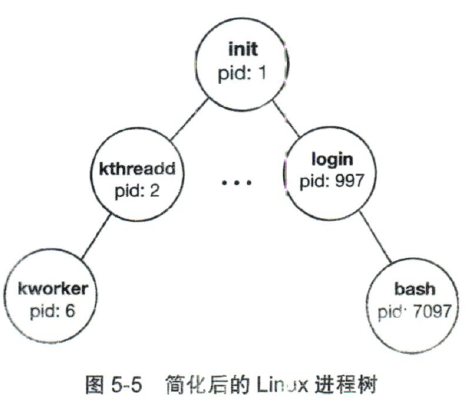 init
pid: 1
kthreadd
pid: 2
...
login
pid: 997
kworker
pid: 6
bash
pid: 7097
图 5-5 简化后的 Linux 进程树